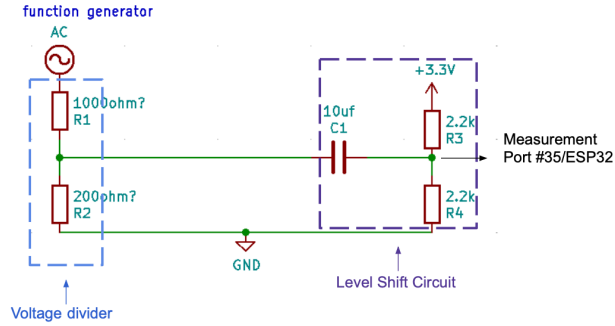 function generator
AC
1000ohm?
R1
200ohm?
R2
10uf
C1
+3.3V
2.2k
R3
2.2k
R4
GND
Measurement
Port #35/ESP32
Level Shift Circuit
Voltage divider